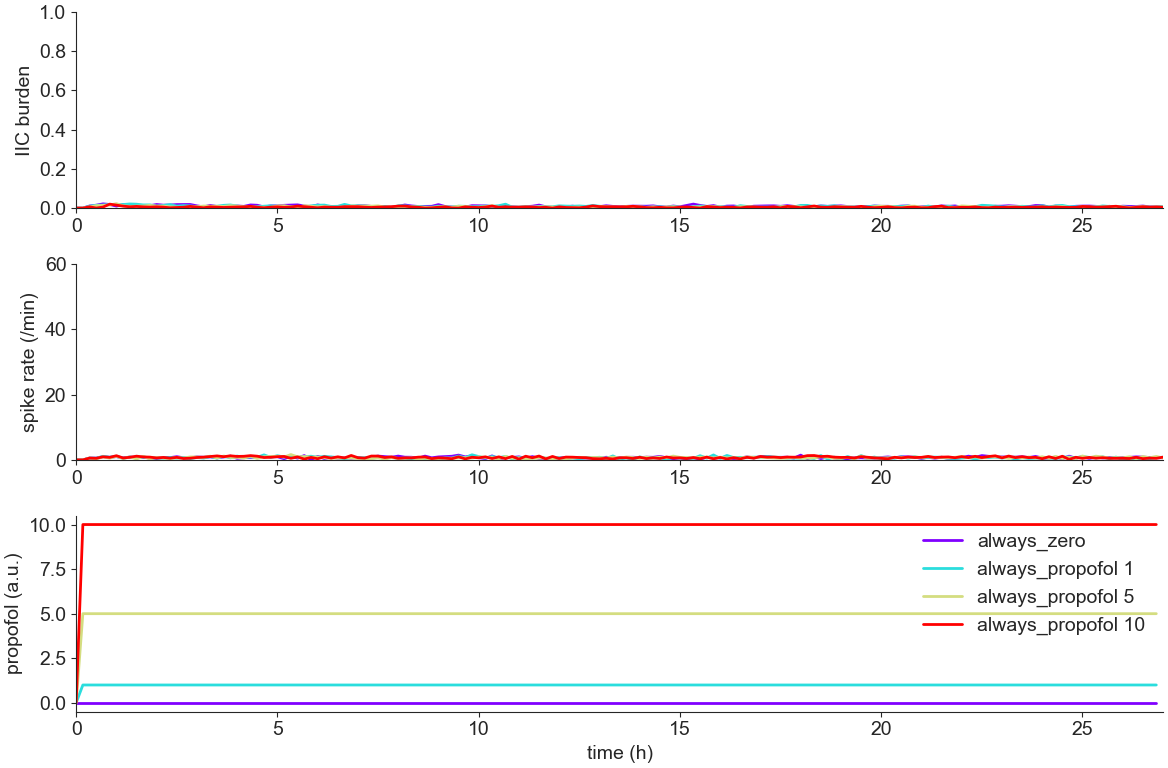 1.0
0.8
0.6
0.4
0.2
0.0
IIC burden
0 5 10 15 20 25
60
40
20
0
spike rate (/min)
0 5 10 15 20 25
10.0
7.5
5.0
2.5
0.0
propofol (a.u.)
always_zero
always_propofol 1
always_propofol 5
always_propofol 10
0 5 10 15 20 25
time (h)